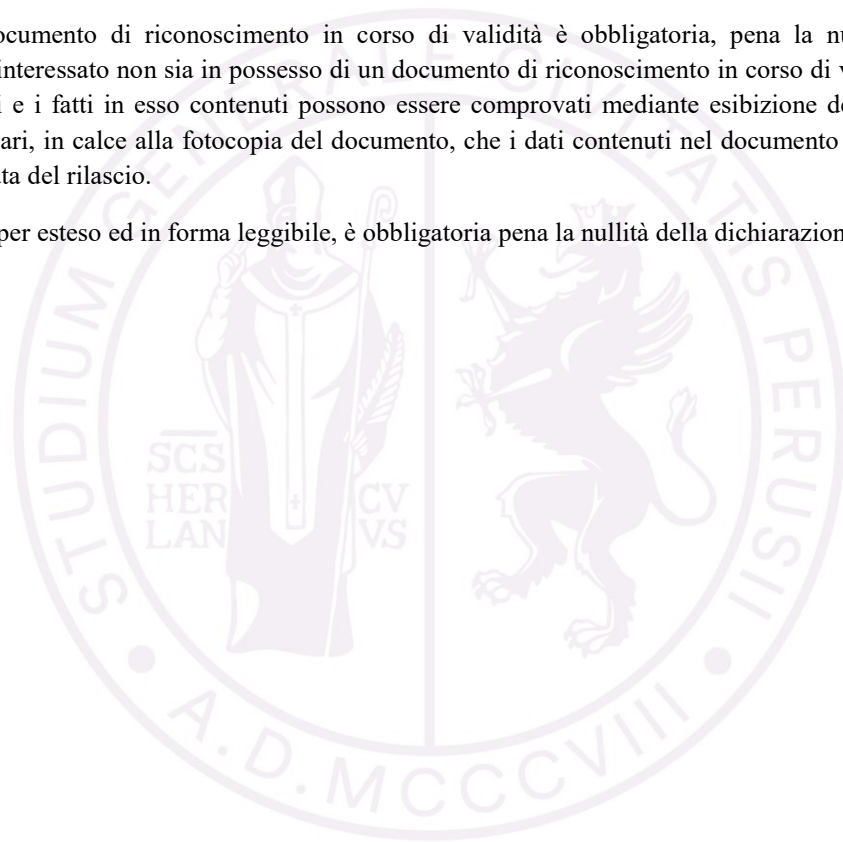 ocumento di riconoscimento in corso di validità è obbligatoria, pena la nu
interessato non sia in possesso di un documento di riconoscimento in corso di v
i e i fatti in esso contenuti possono essere comprovati mediante esibizione de
ari, in calce alla fotocopia del documento, che i dati contenuti nel documento
ta del rilascio.
per esteso ed in forma leggibile, è obbligatoria pena la nullità della dichiarazion
STUDIUM GENERALE CIVITATIS PERUSII
SCS
HER CV
LAN VS
A.D. MCCCVIII